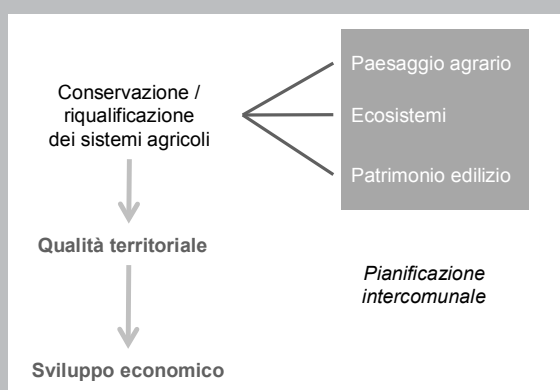 Conservazione /
riqualificazione
dei sistemi agricoli
Paesaggio agrario
Ecosistemi
Patrimonio edilizio
Qualità territoriale
Pianificazione
intercomunale
Sviluppo economico